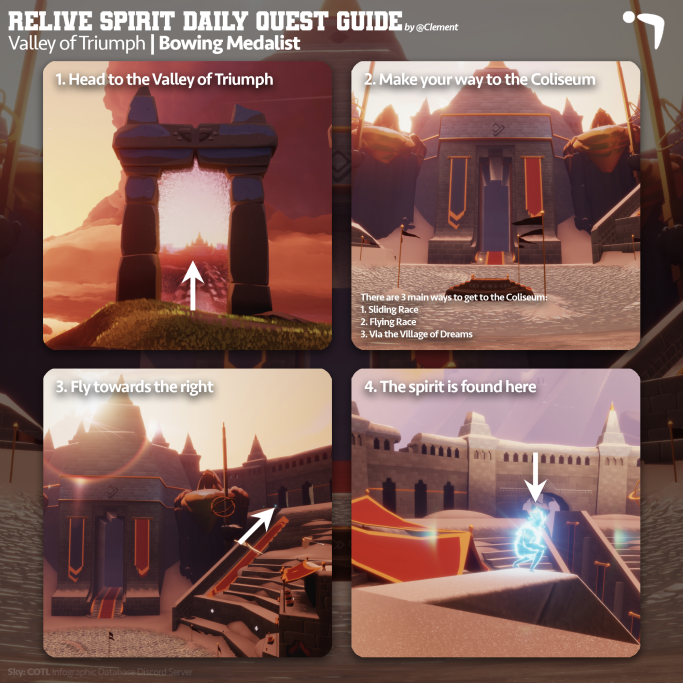 RELIVE SPIRIT DAILY QUEST GUIDE by @Clement
Valley of Triumph | Bowing Medalist
1. Head to the Valley of Triumph
2. Make your way to the Coliseum
There are 3 main ways to get to the Coliseum:
1. Sliding Race
2. Flying Race
3. Via the Village of Dreams
3. Fly towards the right
4. The spirit is found here
Sky: COTL Infographic Database Discord Server